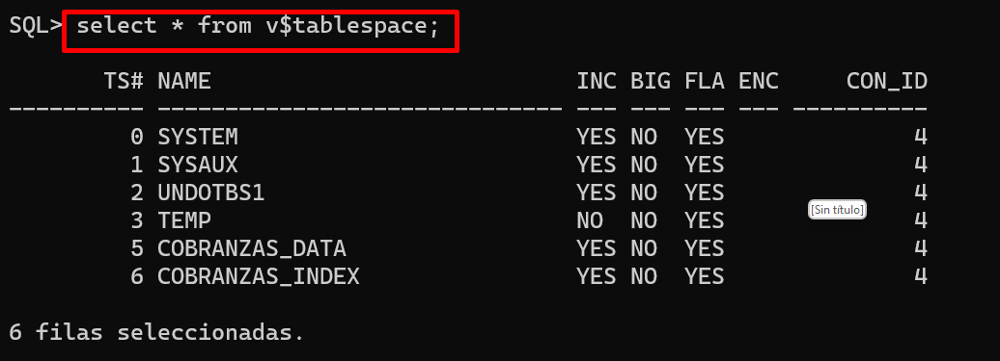 SQL> select * from v$tablespace;
TS# NAME INC BIG FLA ENC CON_ID
---------- ------------------------------ --- --- --- --- ----------
0 SYSTEM YES NO YES 4
1 SYSAUX YES NO YES 4
2 UNDOTBS1 YES NO YES 4
[Sin título]
3 TEMP NO NO YES 4
5 COBRANZAS_DATA YES NO YES 4
6 COBRANZAS_INDEX YES NO YES 4
6 filas seleccionadas.